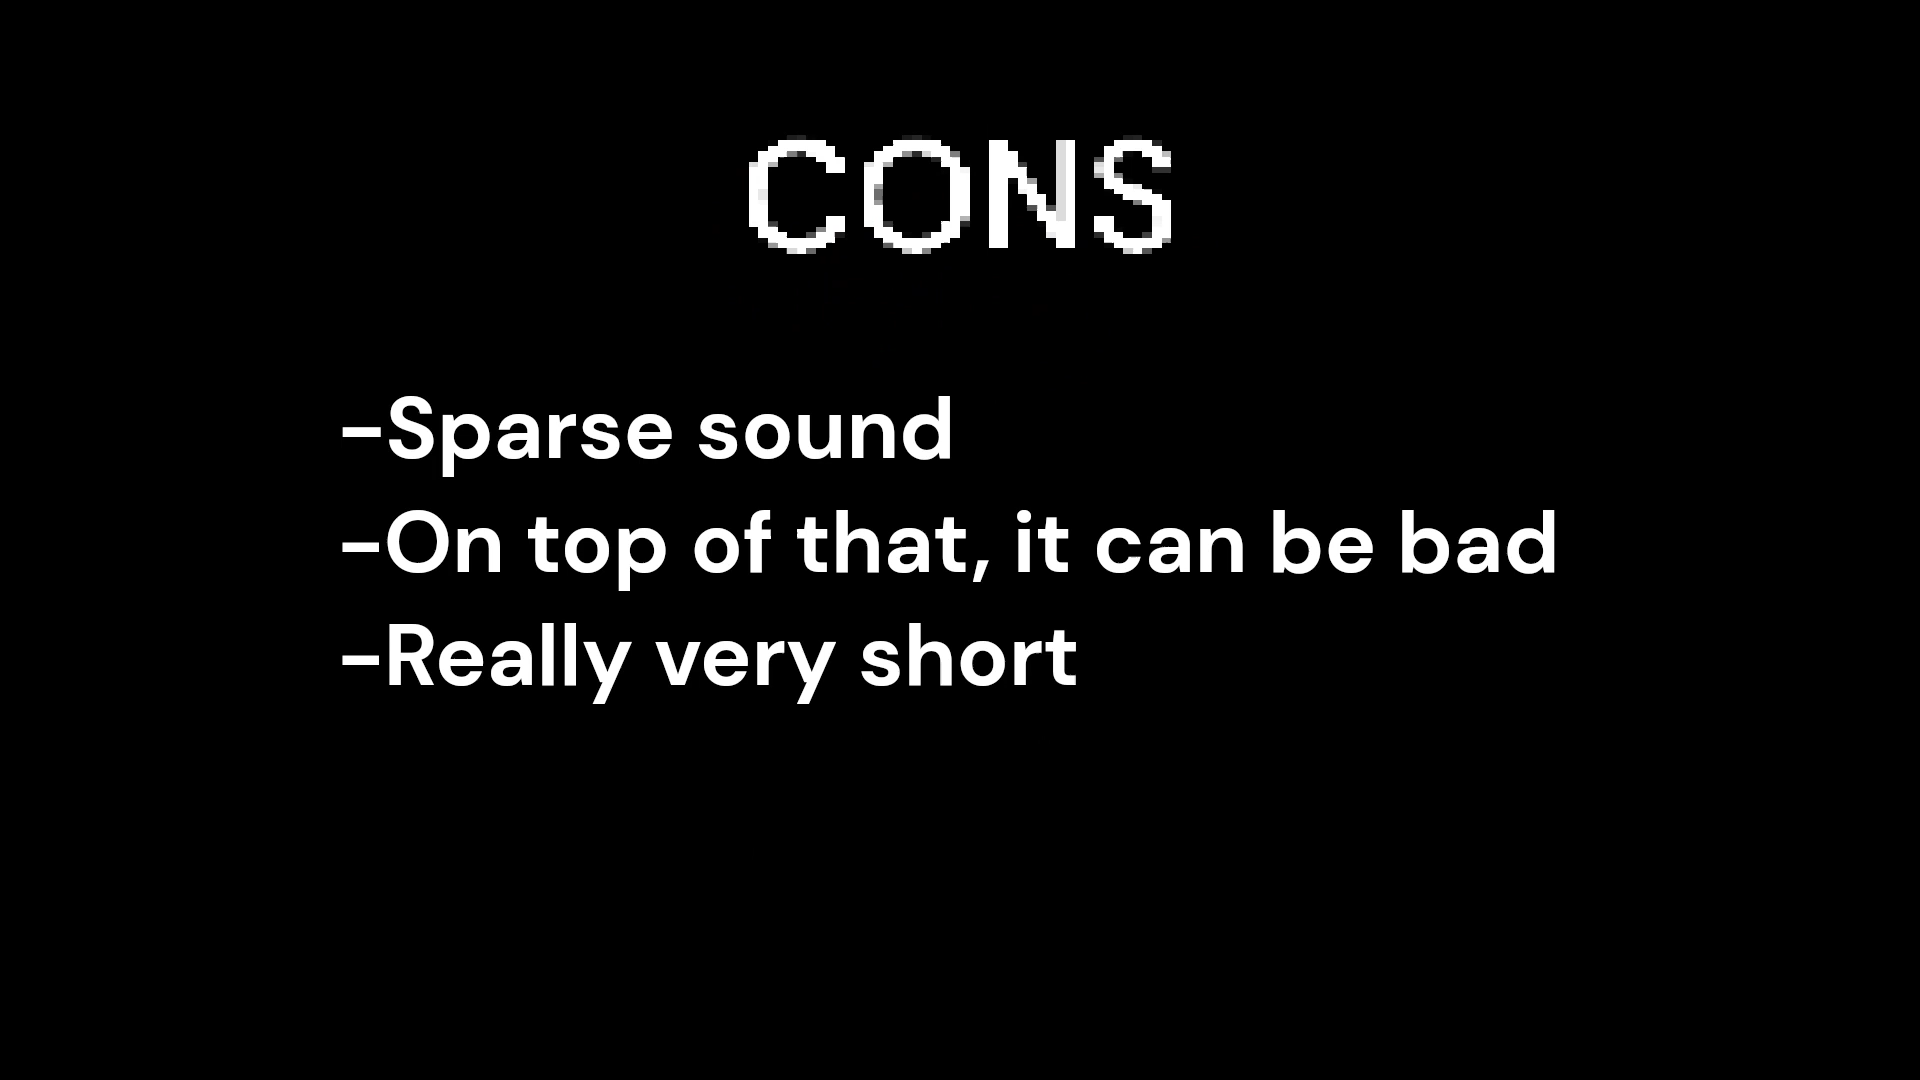 CONS
-Sparse sound
-On top of that, it can be bad
-Really very short